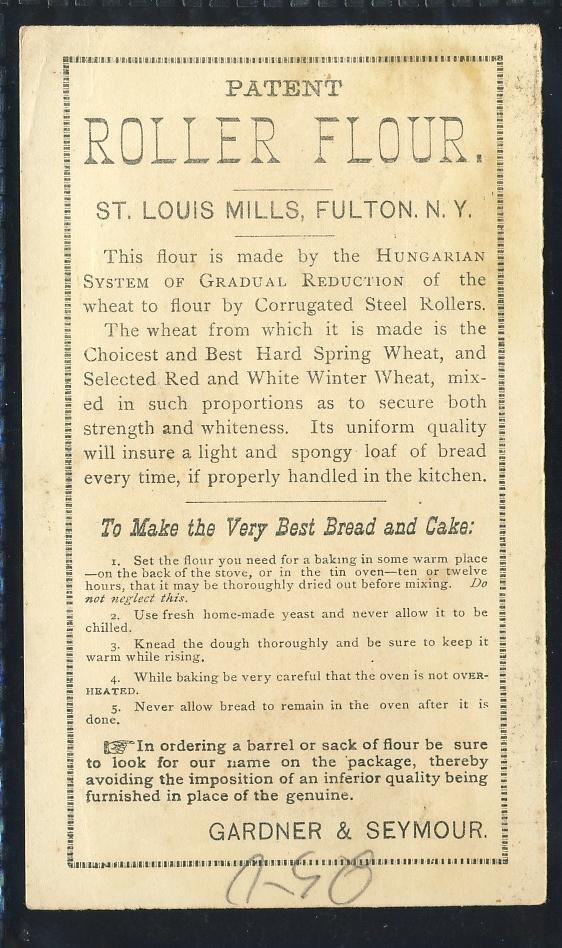 PATENT
ROLLER FLOUR.
ST. LOUIS MILLS, FULTON. N. Y.
This flour is made by the HUNGARIAN
SYSTEM OF GRADUAL REDUCTION of the
wheat to flour by Corrugated Steel Rollers.
The wheat from which it is made is the
Choicest and Best Hard Spring Wheat, and
Selected Red and White Winter Wheat, mix-
ed in such proportions as to secure both
strength and whiteness. Its uniform quality
will insure a light and spongy loaf of bread
every time, if properly handled in the kitchen.
To Make the Very Best Bread and Cake:
1. Set the flour you need for a baking in some warm place
—on the back of the stove, or in the tin oven—ten or twelve
hours, that it may be thoroughly dried out before mixing. Do
not neglect this.
2. Use fresh home-made yeast and never allow it to be
chilled.
3. Knead the dough thoroughly and be sure to keep it
warm while rising.
4. While baking be very careful that the oven is not OVER-
HEATED.
5. Never allow bread to remain in the oven after it is
done.
☞In ordering a barrel or sack of flour be sure
to look for our name on the package, thereby
avoiding the imposition of an inferior quality being
furnished in place of the genuine.
GARDNER & SEYMOUR.